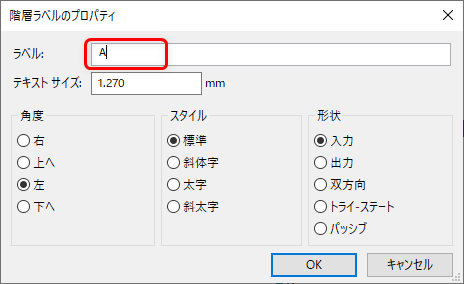 階層ラベルのプロパティ
ラベル: A
テキスト サイズ: 1.270 mm
角度 スタイル 形状
右 標準 入力
上へ 斜体字 出力
左 太字 双方向
下へ 斜太字 トライ-ステート
パッシブ
OK キャンセル